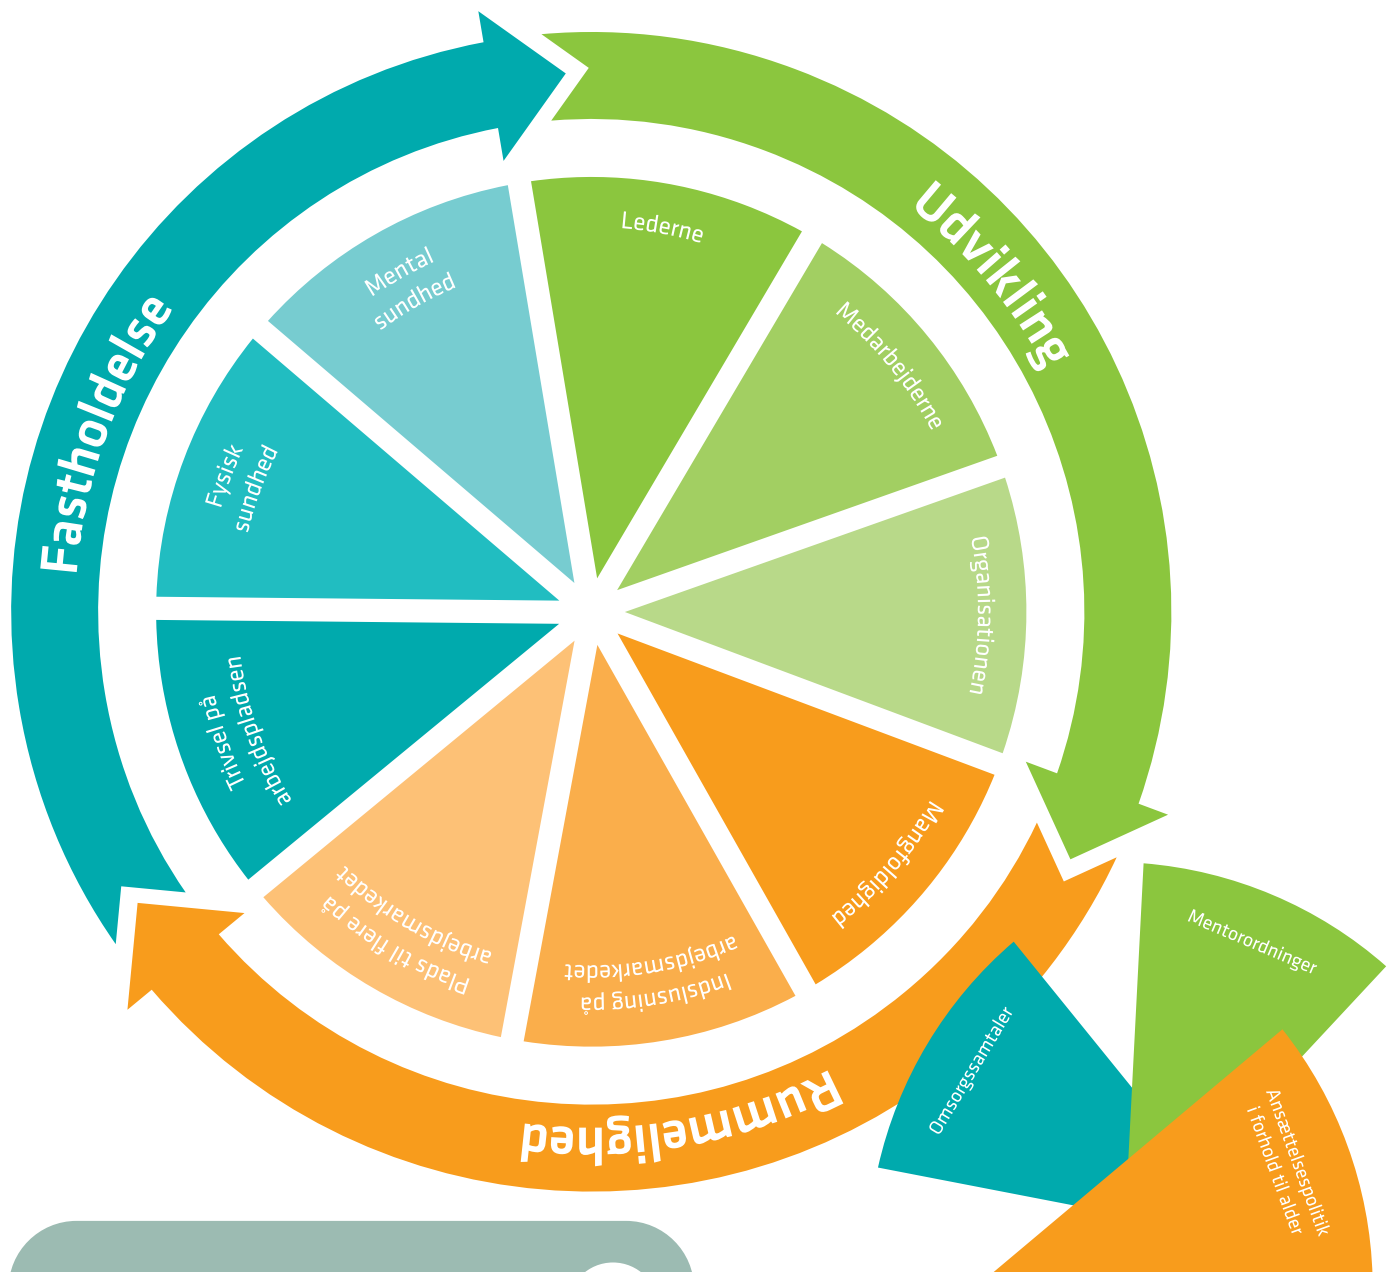 Udvikling
Lederne
Medarbejderne
Organisationen
Rummelighed
Mangfoldighed
Indslusning på
arbejdsmarkedet
Plads til flere på
arbejdsmarkedet
Fastholdelse
Trivsel på
arbejdspladsen
Fysisk
sundhed
Mental
sundhed
Mentorordninger
Omsorgssamtaler
Ansættelsespolitik
i forhold til alder